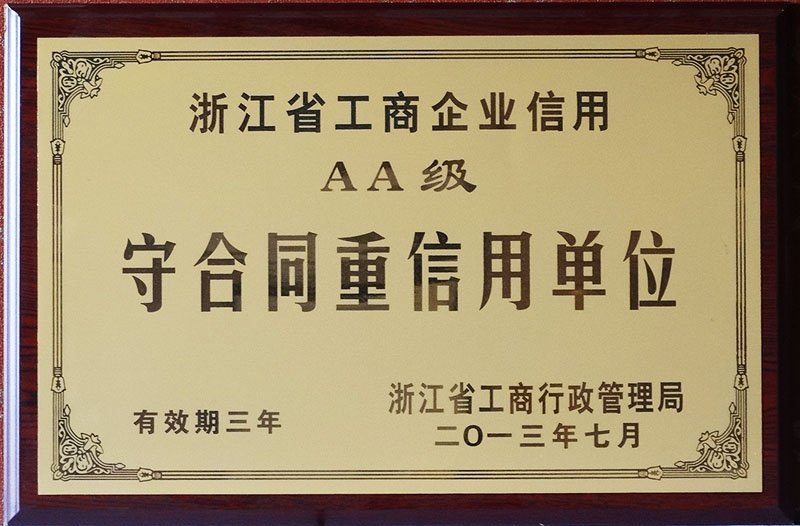 浙江省工商企业信用
AA级
守合同重信用单位
有效期三年
浙江省工商行政管理局
二O一三年七月